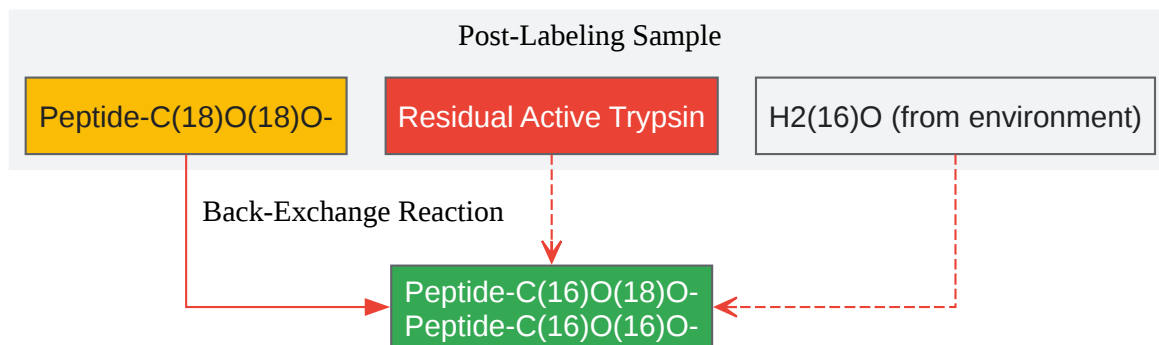 Post-Labeling Sample
Peptide-C(18)O(18)O-
Residual Active Trypsin
H2(16)O (from environment)
Back-Exchange Reaction
Peptide-C(16)O(18)O-
Peptide-C(16)O(16)O-